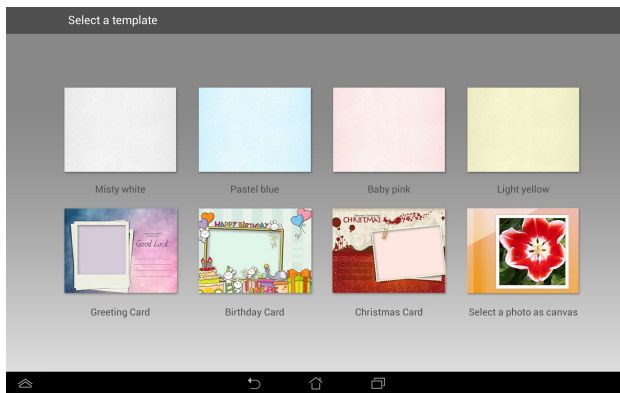 Select a template
Misty white
Pastel blue
Baby pink
Light yellow
Good Luck
HAPPY BIRTHDAY
CHRISTMAS
Greeting Card
Birthday Card
Christmas Card
Select a photo as canvas